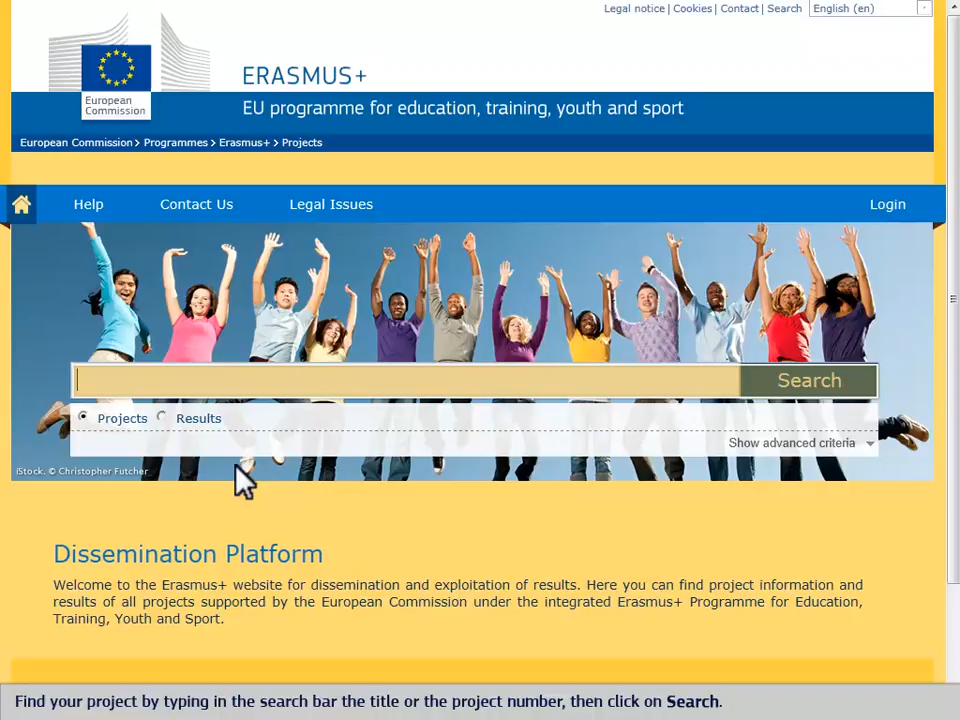 Legal notice | Cookies | Contact | Search English (en)
ERASMUS+
European
Commission
EU programme for education, training, youth and sport
European Commission > Programmes > Erasmus+ > Projects
Help Contact Us Legal Issues Login
Search
Projects Results
Show advanced criteria
iStock. © Christopher Futcher
Dissemination Platform
Welcome to the Erasmus+ website for dissemination and exploitation of results. Here you can find project information and
results of all projects supported by the European Commission under the integrated Erasmus+ Programme for Education,
Training, Youth and Sport.
Find your project by typing in the search bar the title or the project number, then click on Search.